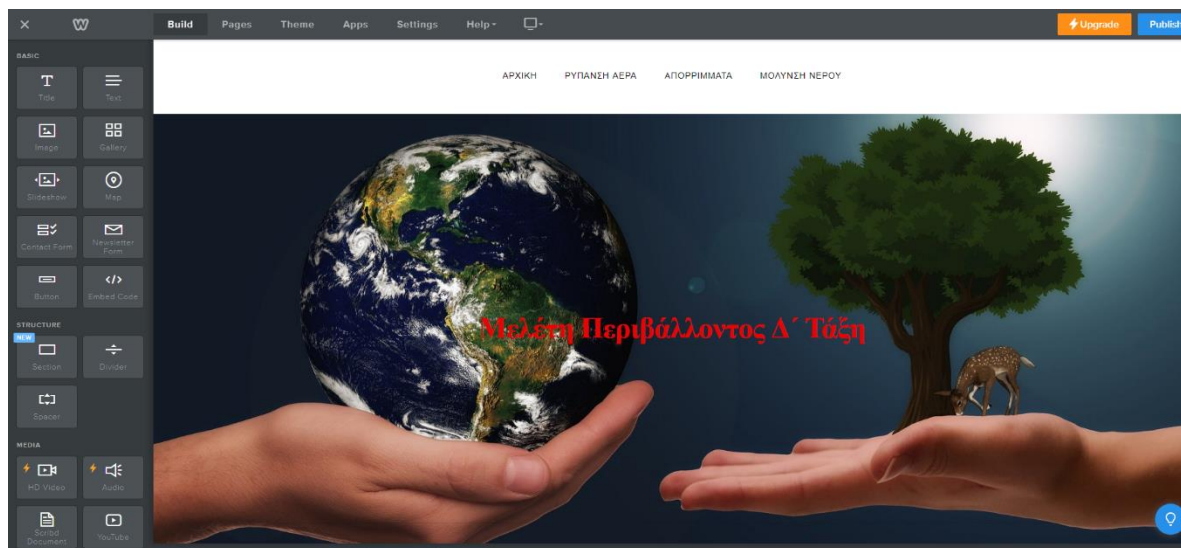 Build Pages Theme Apps Settings Help
Upgrade Publish
BASIC
Title Text
Image Gallery
Slideshow Map
Contact Form Newsletter Form
Button Embed Code
STRUCTURE
NEW
Section Divider
Spacer
MEDIA
HD Video Audio
Scribd Document YouTube
ΑΡΧΙΚΗ ΡΥΠΑΝΣΗ ΑΕΡΑ ΑΠΟΡΡΙΜΜΑΤΑ ΜΟΛΥΝΣΗ ΝΕΡΟΥ
Μελέτη Περιβάλλοντος Δ΄ Τάξη